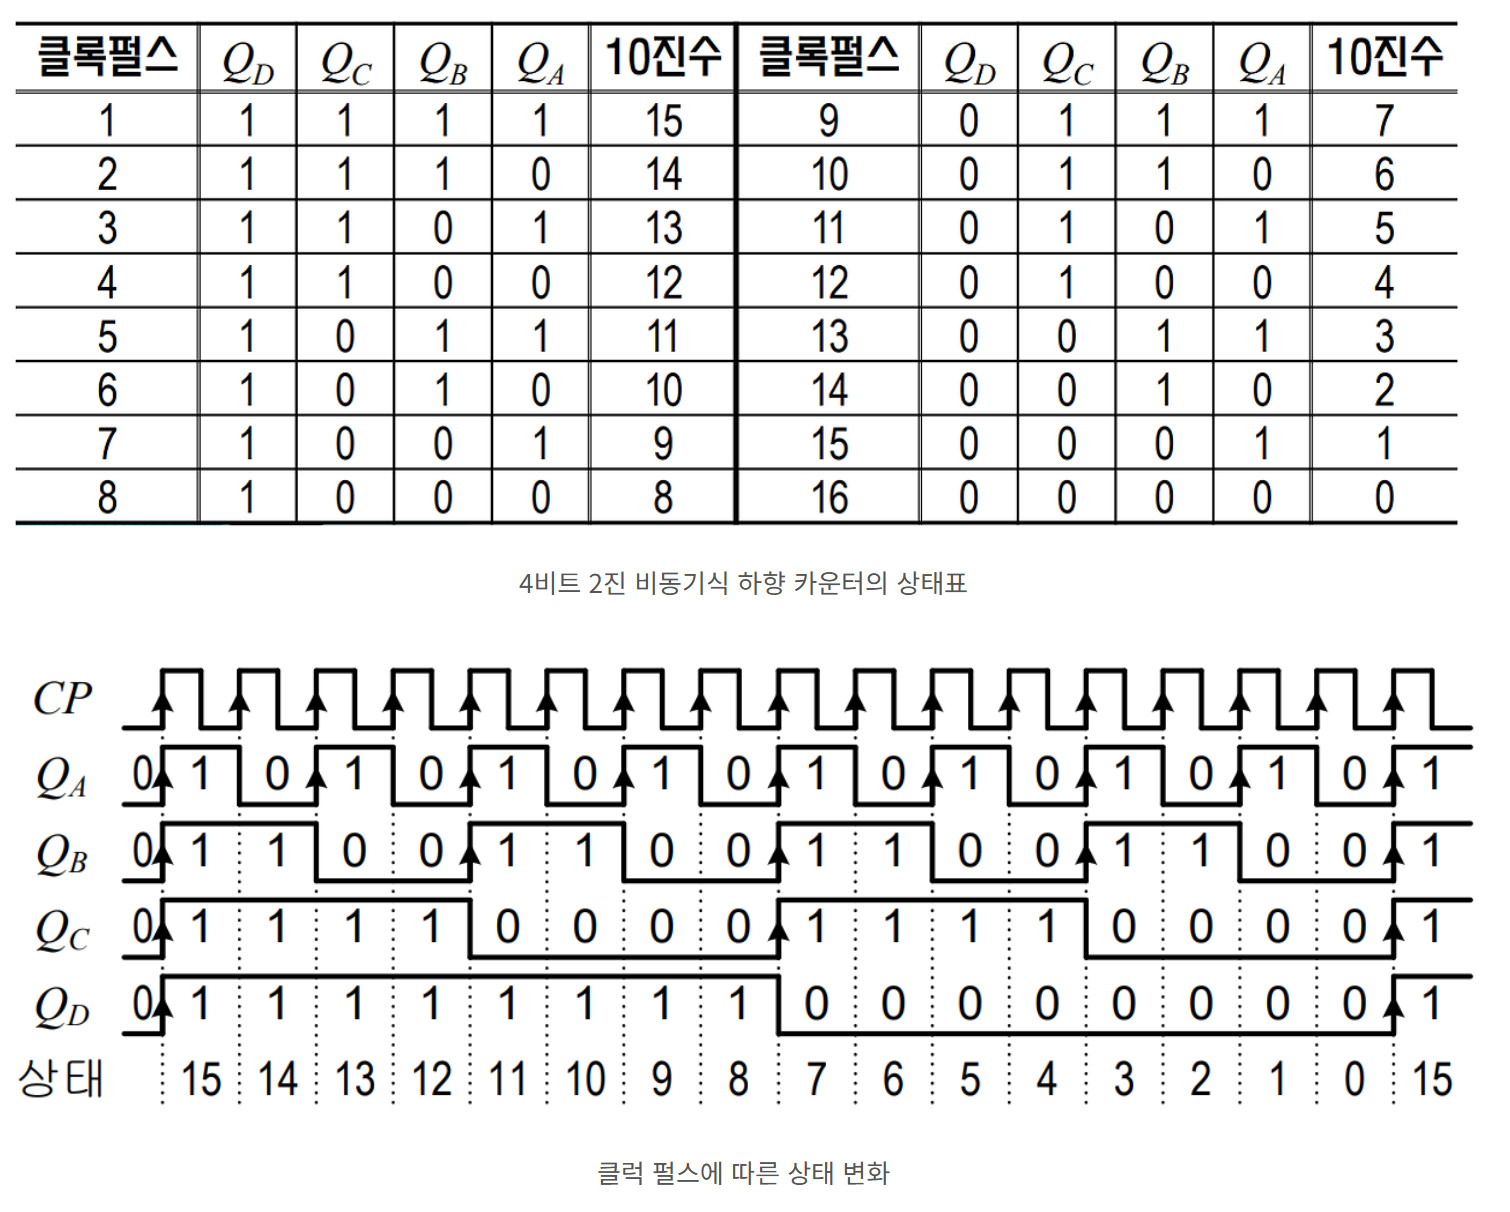 클록펄스 Q_D Q_C Q_B Q_A 10진수 클록펄스 Q_D Q_C Q_B Q_A 10진수
1 1 1 1 1 15 9 0 1 1 1 7
2 1 1 1 0 14 10 0 1 1 0 6
3 1 1 0 1 13 11 0 1 0 1 5
4 1 1 0 0 12 12 0 1 0 0 4
5 1 0 1 1 11 13 0 0 1 1 3
6 1 0 1 0 10 14 0 0 1 0 2
7 1 0 0 1 9 15 0 0 0 1 1
8 1 0 0 0 8 16 0 0 0 0 0
4비트 2진 비동기식 하향 카운터의 상태표
CP
Q_A 0 1 0 1 0 1 0 1 0 1 0 1 0 1 0 1 0 1
Q_B 0 1 1 0 0 1 1 0 0 1 1 0 0 1 1 0 0 1
Q_C 0 1 1 1 1 0 0 0 0 1 1 1 1 0 0 0 0 1
Q_D 0 1 1 1 1 1 1 1 1 0 0 0 0 0 0 0 0 1
상태 15 14 13 12 11 10 9 8 7 6 5 4 3 2 1 0 15
클럭 펄스에 따른 상태 변화